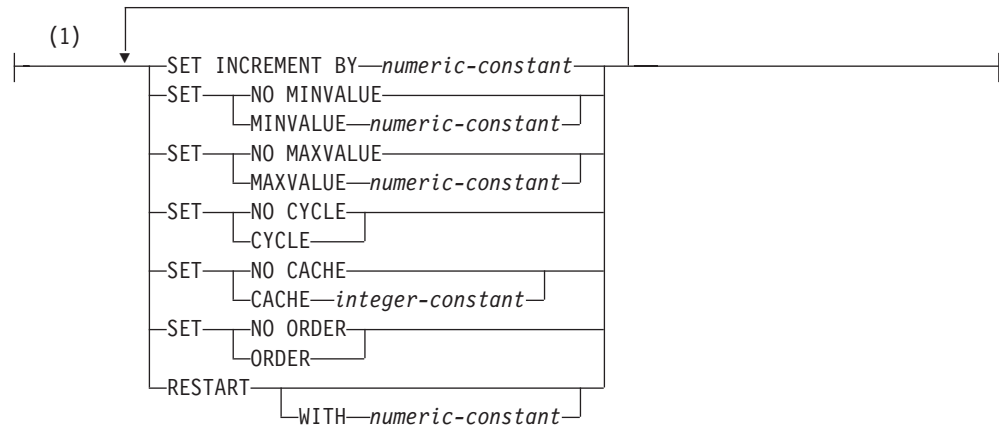 (1)
SET INCREMENT BY numeric-constant
SET NO MINVALUE
MINVALUE numeric-constant
SET NO MAXVALUE
MAXVALUE numeric-constant
SET NO CYCLE
CYCLE
SET NO CACHE
CACHE integer-constant
SET NO ORDER
ORDER
RESTART
WITH numeric-constant